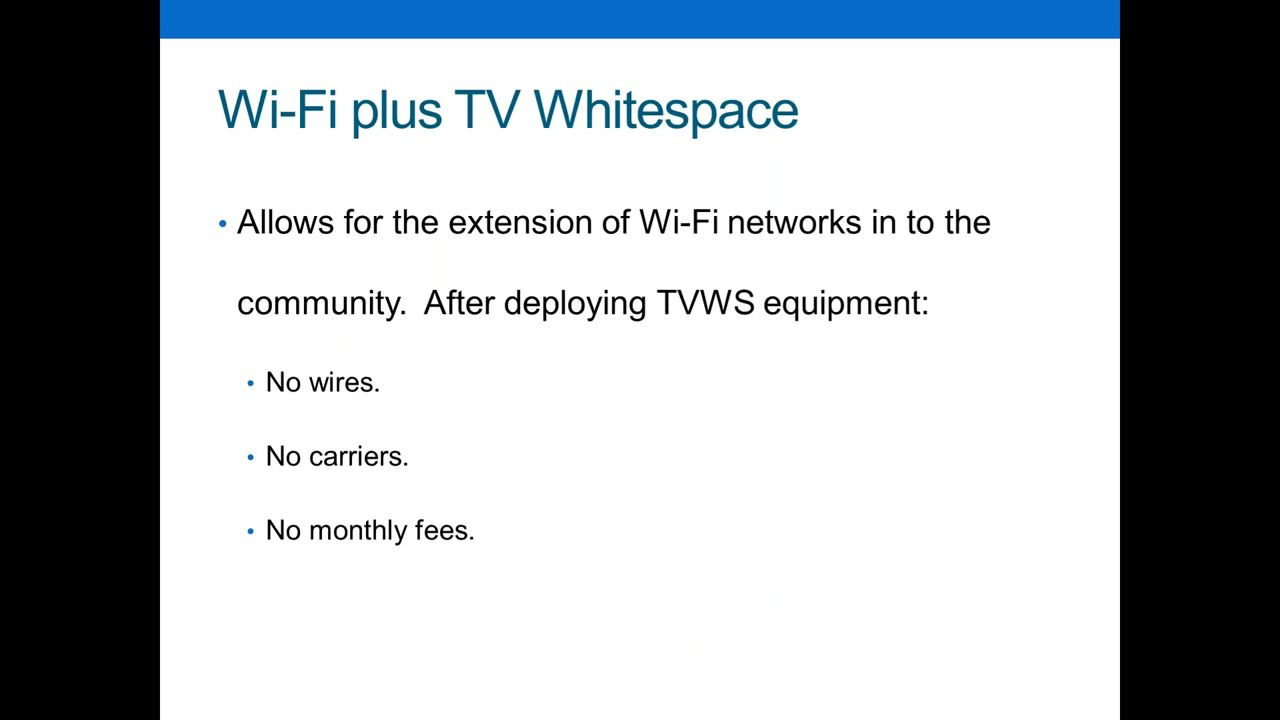 Wi-Fi plus TV Whitespace
• Allows for the extension of Wi-Fi networks in to the
community.  After deploying TVWS equipment:
• No wires.
• No carriers.
• No monthly fees.